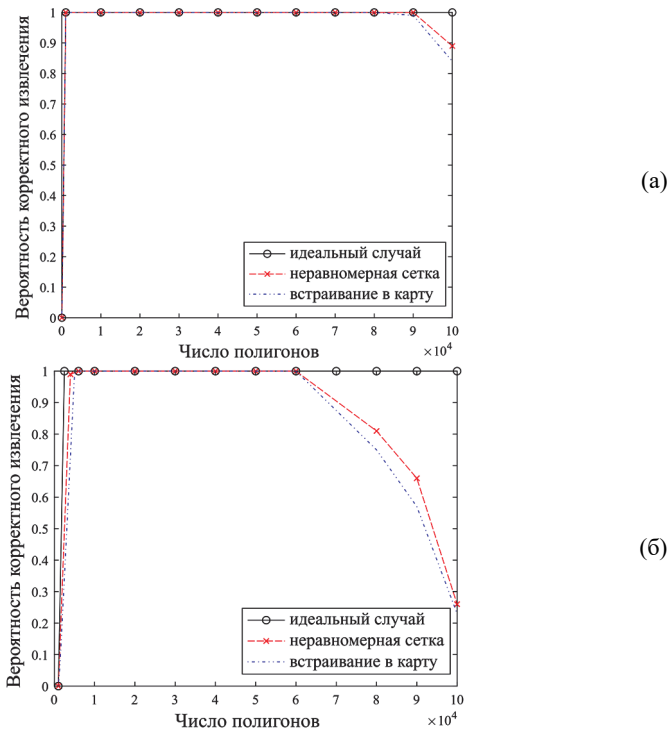 1
0.9
0.8
0.7
0.6
0.5
0.4
0.3
0.2
0.1
0
Вероятность корректного извлечения
идеальный случай
неравномерная сетка
встраивание в карту
0 1 2 3 4 5 6 7 8 9 10
Число полигонов ×10⁴
(а)
1
0.9
0.8
0.7
0.6
0.5
0.4
0.3
0.2
0.1
0
Вероятность корректного извлечения
идеальный случай
неравномерная сетка
встраивание в карту
0 1 2 3 4 5 6 7 8 9 10
Число полигонов ×10⁴
(б)